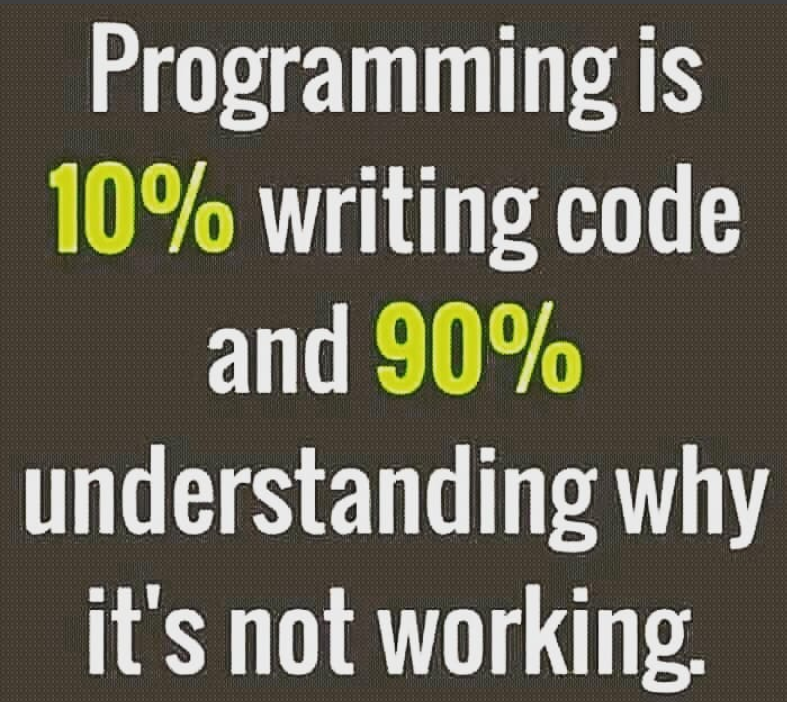 Programming is
10% writing code
and 90%
understanding why
it's not working.